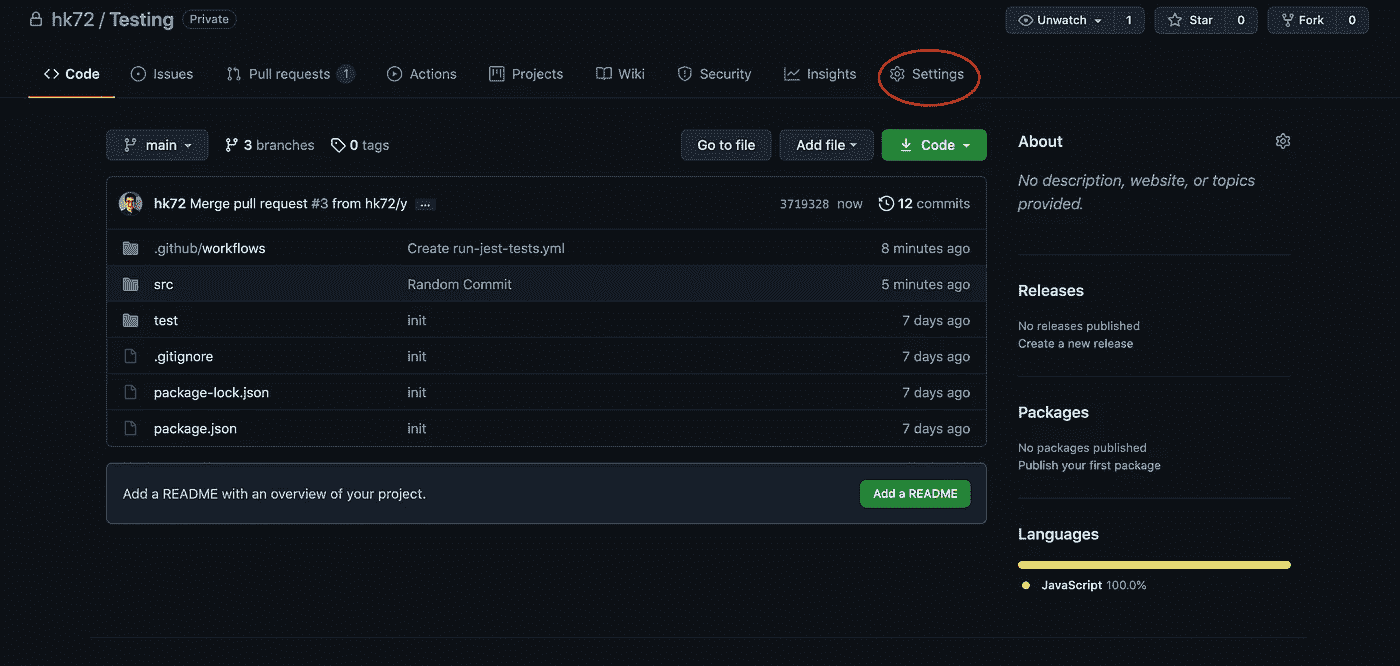 hk72 / Testing Private Unwatch 1 Star 0 Fork 0
Code Issues Pull requests 1 Actions Projects Wiki Security Insights Settings
main 3 branches 0 tags Go to file Add file Code
hk72 Merge pull request #3 from hk72/y ... 3719328 now 12 commits
.github/workflows Create run-jest-tests.yml 8 minutes ago
src Random Commit 5 minutes ago
test init 7 days ago
.gitignore init 7 days ago
package-lock.json init 7 days ago
package.json init 7 days ago
Add a README with an overview of your project. Add a README
About
No description, website, or topics
provided.
Releases
No releases published
Create a new release
Packages
No packages published
Publish your first package
Languages
JavaScript 100.0%